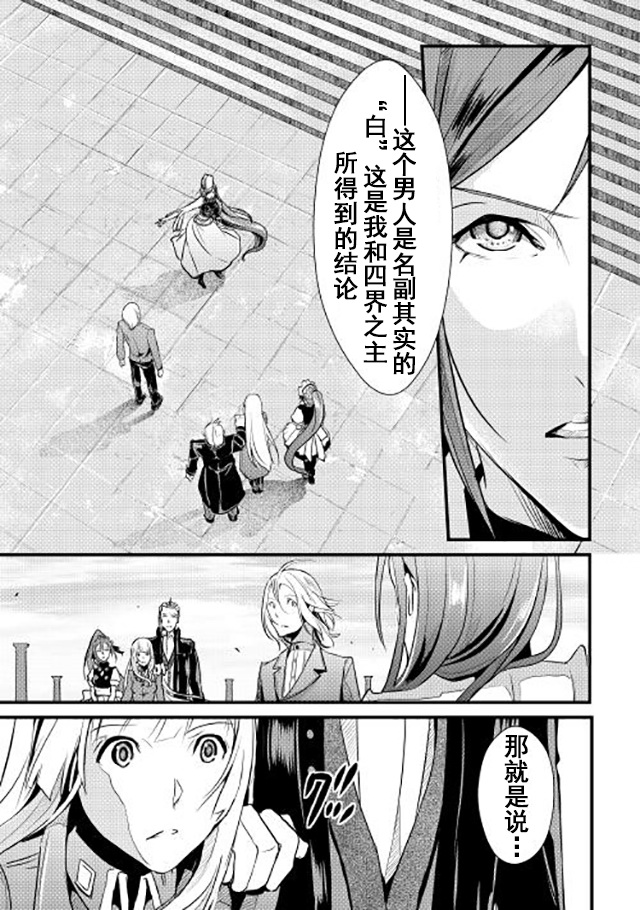 ——这个男人是名副其实的
“白”这是我和四界之主
所得到的结论
那就是说…
グッ